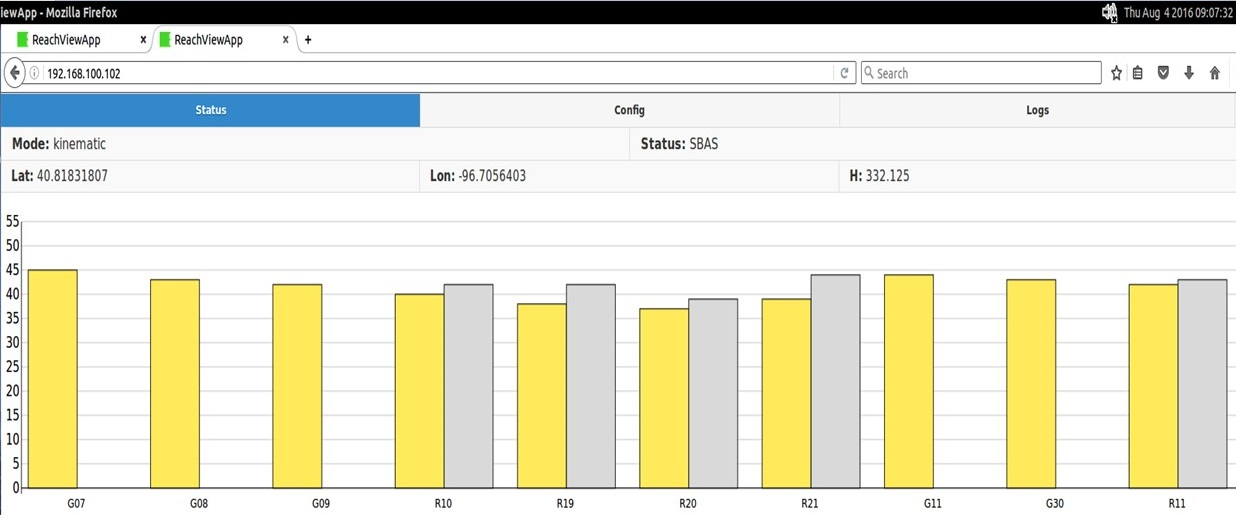 iewApp - Mozilla Firefox Thu Aug 4 2016 09:07:32
ReachViewApp x ReachViewApp x +
192.168.100.102 Search
Status Config Logs
Mode: kinematic Status: SBAS
Lat: 40.81831807 Lon: -96.7056403 H: 332.125
55
50
45
40
35
30
25
20
15
10
5
0
G07 G08 G09 R10 R19 R20 R21 G11 G30 R11